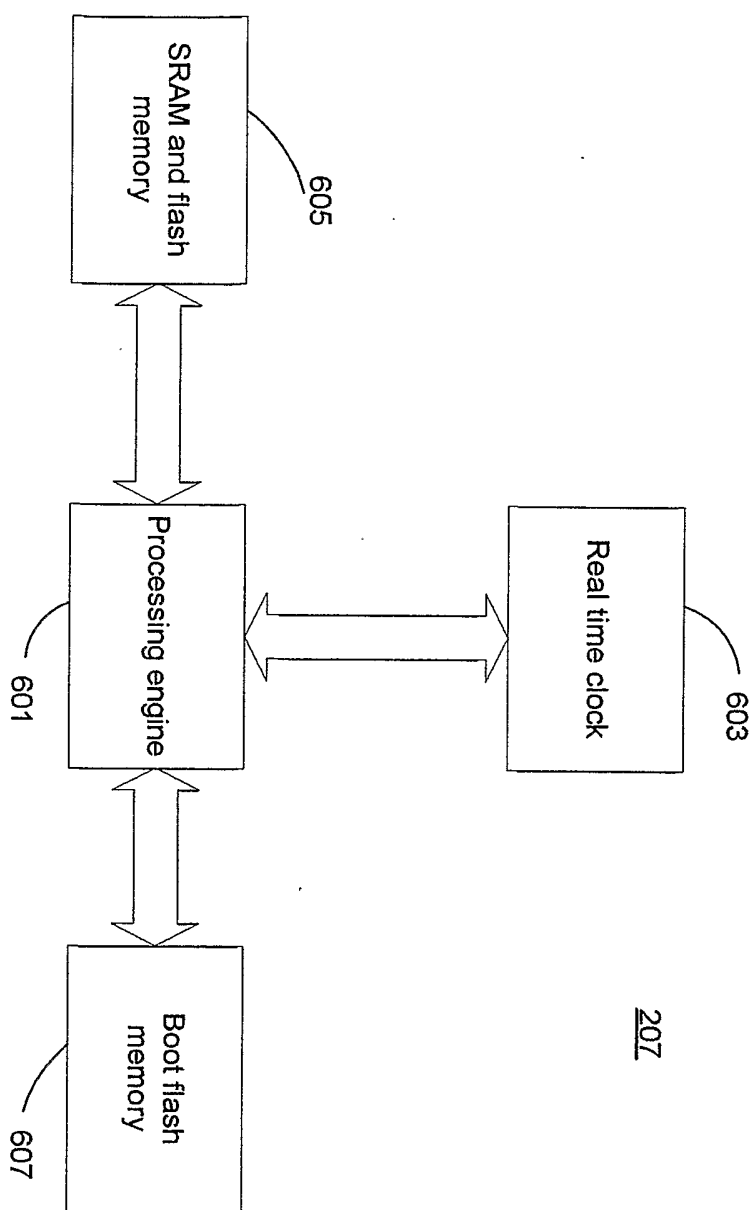 603
Real time clock
207
605
SRAM and flash
memory
Processing engine
601
Boot flash
memory
607